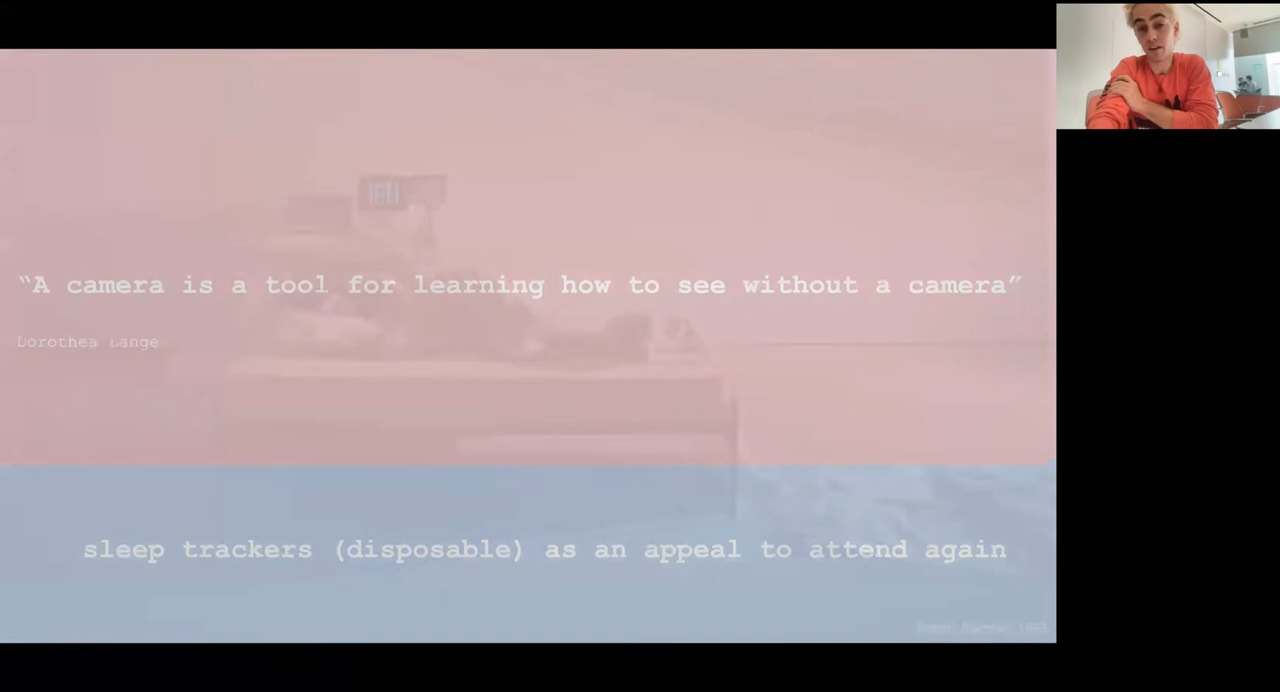 “A camera is a tool for learning how to see without a camera”
Dorothea Lange
sleep trackers (disposable) as an appeal to attend again